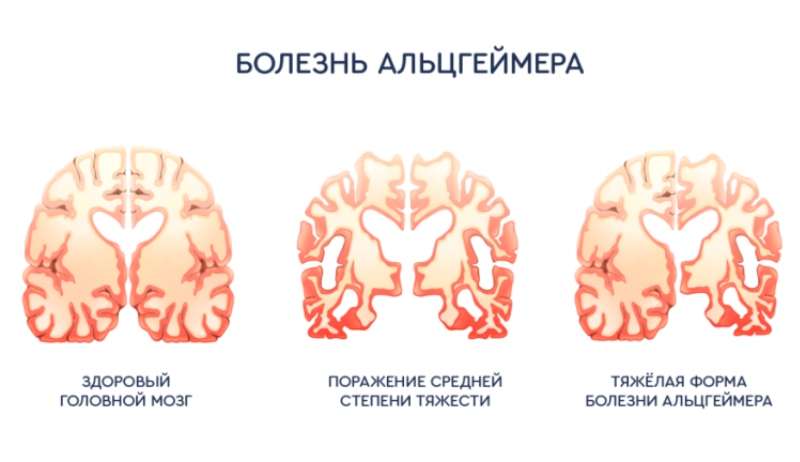 БОЛЕЗНЬ АЛЬЦГЕЙМЕРА
ЗДОРОВЫЙ
ГОЛОВНОЙ МОЗГ
ПОРАЖЕНИЕ СРЕДНЕЙ
СТЕПЕНИ ТЯЖЕСТИ
ТЯЖЁЛАЯ ФОРМА
БОЛЕЗНИ АЛЬЦГЕЙМЕРА